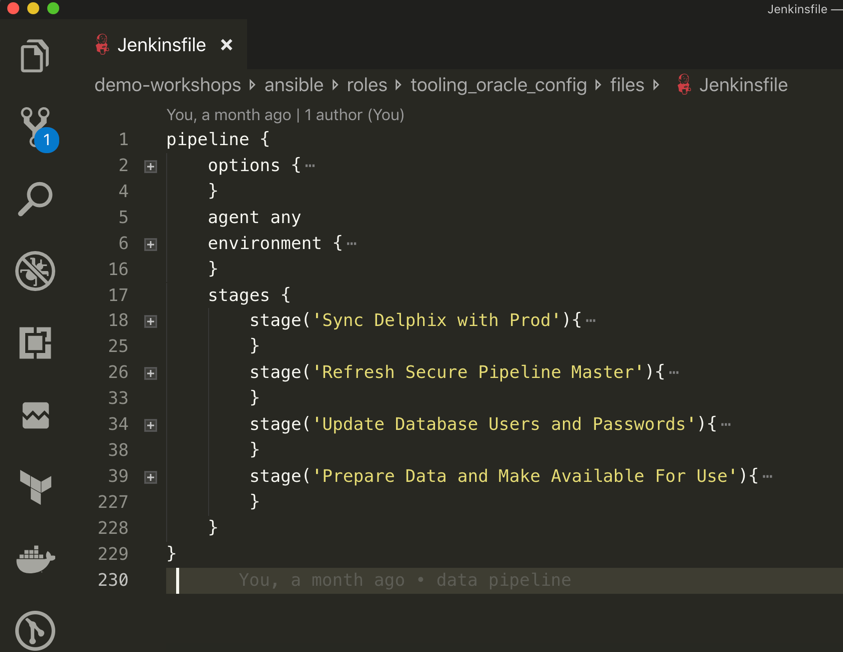 Jenkinsfile —
Jenkinsfile ×
demo-workshops › ansible › roles › tooling_oracle_config › files › Jenkinsfile
You, a month ago | 1 author (You)
1 pipeline {
2 options { ⋯
4 }
5 agent any
6 environment { ⋯
16 }
17 stages {
18 stage('Sync Delphix with Prod'){ ⋯
25 }
26 stage('Refresh Secure Pipeline Master'){ ⋯
33 }
34 stage('Update Database Users and Passwords'){ ⋯
38 }
39 stage('Prepare Data and Make Available For Use'){ ⋯
227 }
228 }
229 }
230 You, a month ago • data pipeline
1